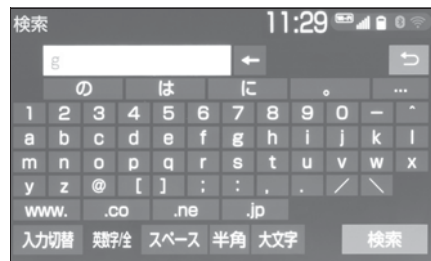 検索 11:29
g ←
の は に 。 …
1 2 3 4 5 6 7 8 9 0 - ^
a b c d e f g h i j k l
m n o p q r s t u v w x
y z @ [ ] ; : , . / \
www. .co .ne .jp
入力切替 英数字/全 スペース 半角 大文字 検索